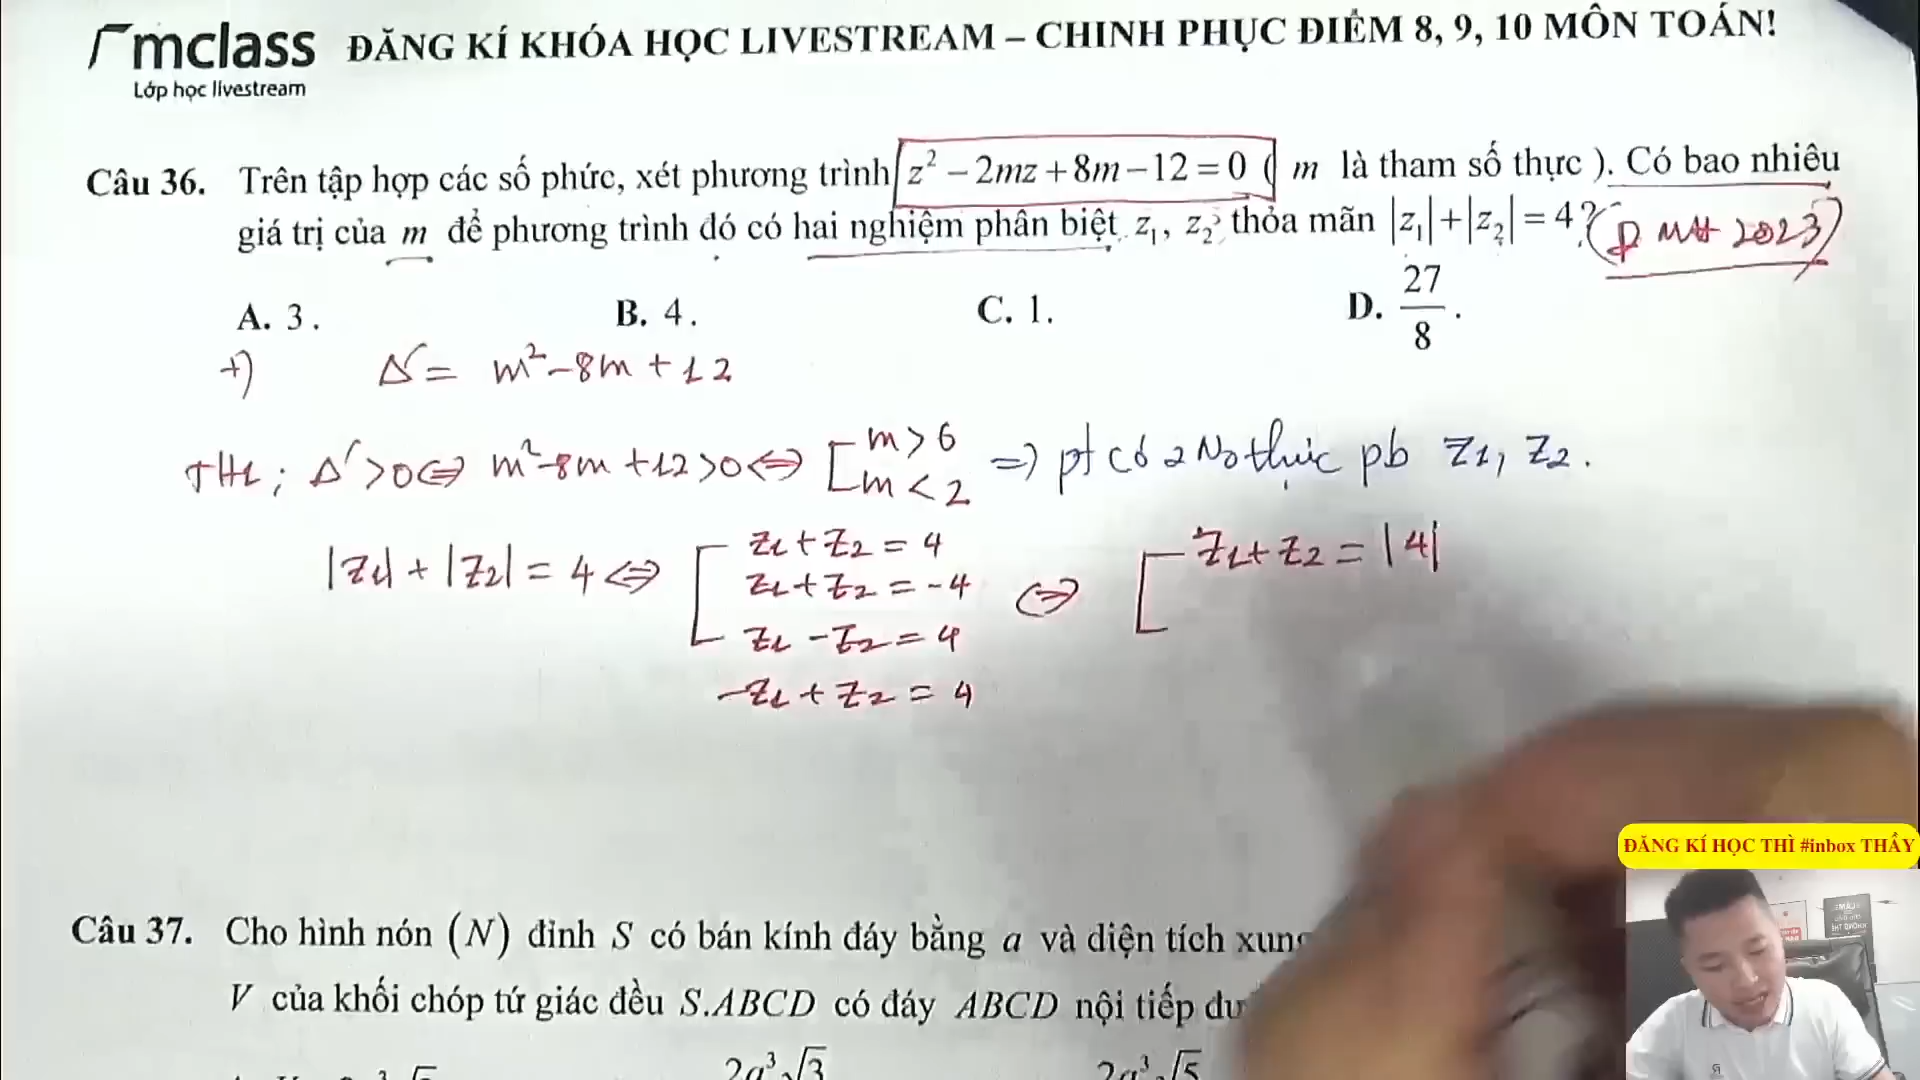 mclass ĐĂNG KÍ KHÓA HỌC LIVESTREAM – CHINH PHỤC ĐIỂM 8, 9, 10 MÔN TOÁN!
Lớp học livestream
Câu 36. Trên tập hợp các số phức, xét phương trình z² − 2mz + 8m − 12 = 0 ( m là tham số thực ). Có bao nhiêu
giá trị của m để phương trình đó có hai nghiệm phân biệt z₁, z₂ thỏa mãn |z₁| + |z₂| = 4? (Đ MH 2023)
A. 3 . B. 4 . C. 1. D. 27/8 .
+) Δ' = m² − 8m + 12
TH1 ; Δ' > 0 ⇔ m² − 8m + 12 > 0 ⇔ [ m > 6 m < 2 ⇒ pt có 2 No thực pb z1, z2 .
|z1| + |z2| = 4 ⇔ [ z1 + z2 = 4 ⇔ [ z1 + z2 = |4|
z1 + z2 = −4
z1 − z2 = 4
−z1 + z2 = 4
ĐĂNG KÍ HỌC THÌ #inbox THẦY
Câu 37. Cho hình nón (N) đỉnh S có bán kính đáy bằng a và diện tích xung
V của khối chóp tứ giác đều S.ABCD có đáy ABCD nội tiếp đư
2a³√3 2a³√5